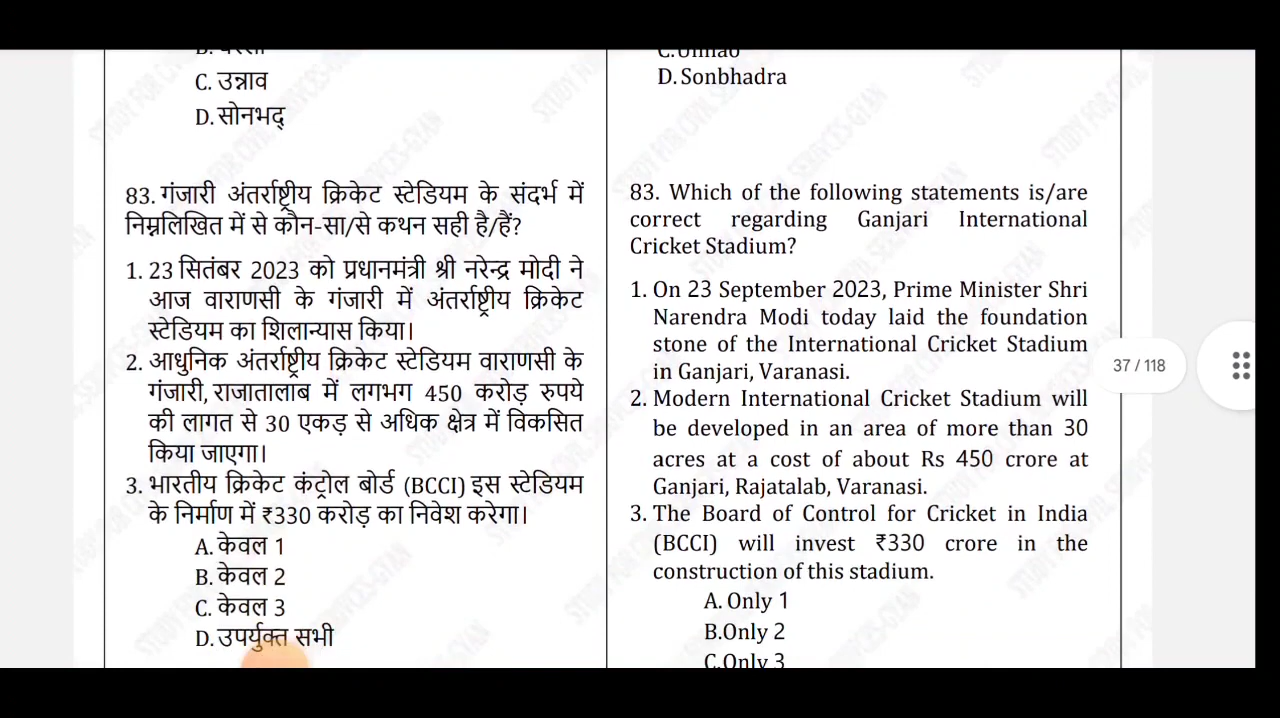 C. उन्नाव
D. सोनभद्
83. गंजारी अंतर्राष्ट्रीय क्रिकेट स्टेडियम के संदर्भ में
निम्नलिखित में से कौन-सा/से कथन सही है/हैं?
1. 23 सितंबर 2023 को प्रधानमंत्री श्री नरेन्द्र मोदी ने
आज वाराणसी के गंजारी में अंतर्राष्ट्रीय क्रिकेट
स्टेडियम का शिलान्यास किया।
2. आधुनिक अंतर्राष्ट्रीय क्रिकेट स्टेडियम वाराणसी के
गंजारी, राजातालाब में लगभग 450 करोड़ रुपये
की लागत से 30 एकड़ से अधिक क्षेत्र में विकसित
किया जाएगा।
3. भारतीय क्रिकेट कंट्रोल बोर्ड (BCCI) इस स्टेडियम
के निर्माण में ₹330 करोड़ का निवेश करेगा।
A. केवल 1
B. केवल 2
C. केवल 3
D. उपर्युक्त सभी
C. Unnao
D. Sonbhadra
83. Which of the following statements is/are
correct regarding Ganjari International
Cricket Stadium?
1. On 23 September 2023, Prime Minister Shri
Narendra Modi today laid the foundation
stone of the International Cricket Stadium
in Ganjari, Varanasi.
2. Modern International Cricket Stadium will
be developed in an area of more than 30
acres at a cost of about Rs 450 crore at
Ganjari, Rajatalab, Varanasi.
3. The Board of Control for Cricket in India
(BCCI) will invest ₹330 crore in the
construction of this stadium.
A. Only 1
B.Only 2
C.Only 3
37 / 118